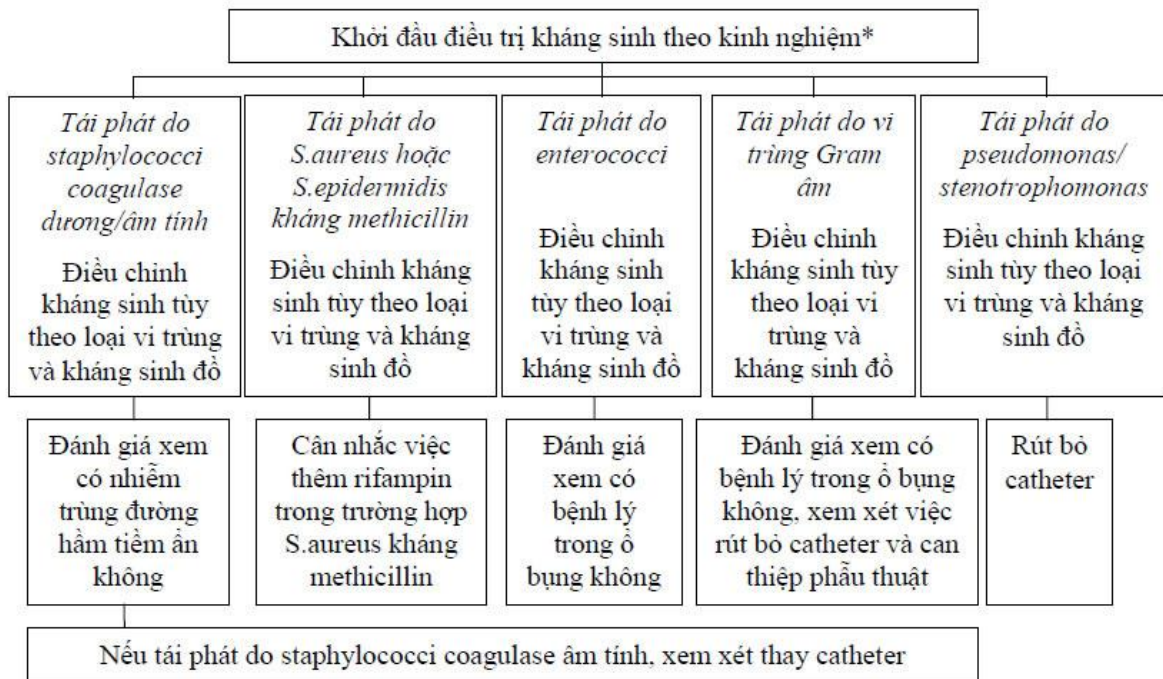 Khởi đầu điều trị kháng sinh theo kinh nghiệm*
Tái phát do
staphylococci
coagulase
dương/âm tính
Điều chỉnh
kháng sinh tùy
theo loại vi trùng
và kháng sinh đồ
Tái phát do
S.aureus hoặc
S.epidermidis
kháng methicillin
Điều chỉnh kháng
sinh tùy theo loại
vi trùng và kháng
sinh đồ
Tái phát do
enterococci
Điều chỉnh
kháng sinh
tùy theo loại
vi trùng và
kháng sinh đồ
Tái phát do vi
trùng Gram
âm
Điều chỉnh
kháng sinh tùy
theo loại vi
trùng và
kháng sinh đồ
Tái phát do
pseudomonas/
stenotrophomonas
Điều chỉnh kháng
sinh tùy theo loại
vi trùng và kháng
sinh đồ
Đánh giá xem
có nhiễm
trùng đường
hầm tiềm ẩn
không
Cân nhắc việc
thêm rifampin
trong trường hợp
S.aureus kháng
methicillin
Đánh giá
xem có
bệnh lý
trong ổ
bụng không
Đánh giá xem có
bệnh lý trong ổ bụng
không, xem xét việc
rút bỏ catheter và can
thiệp phẫu thuật
Rút bỏ
catheter
Nếu tái phát do staphylococci coagulase âm tính, xem xét thay catheter